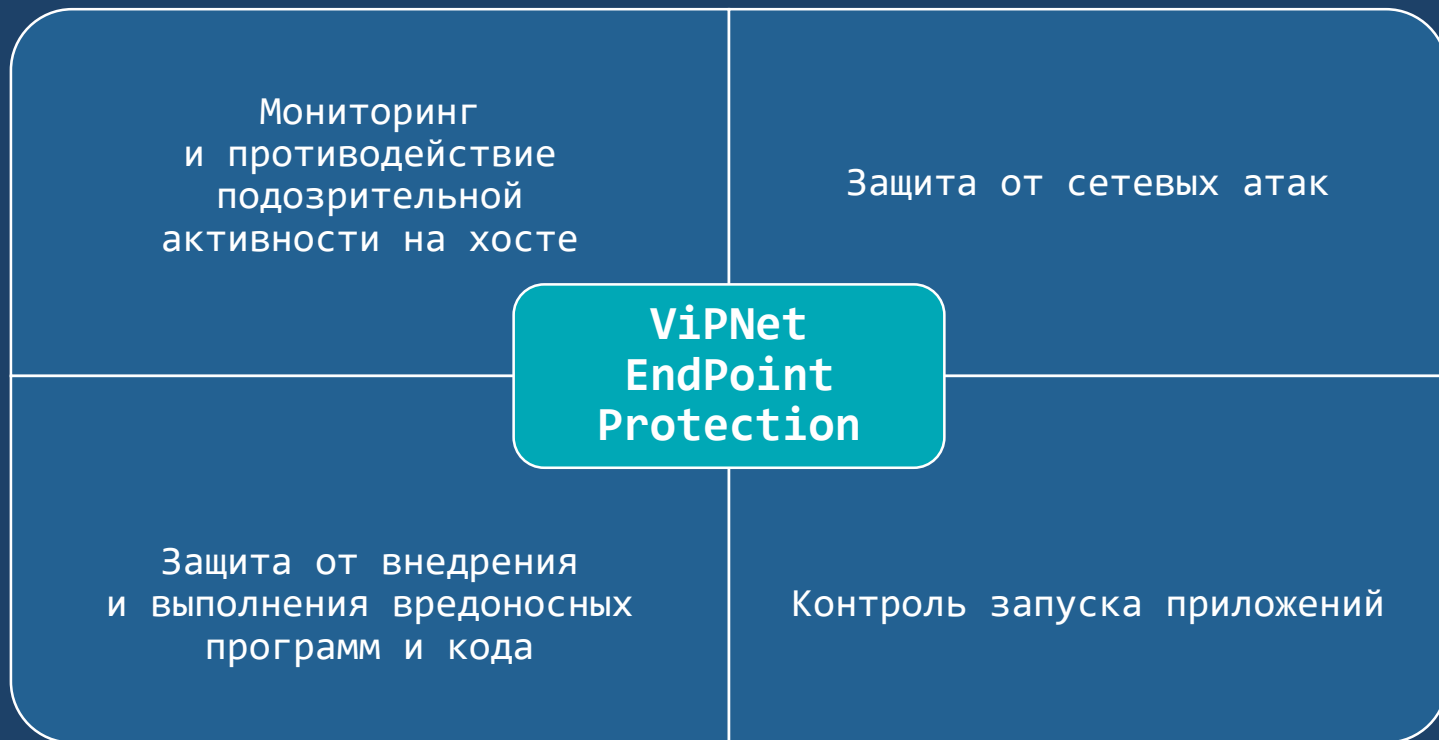 Мониторинг
и противодействие
подозрительной
активности на хосте
Защита от сетевых атак
ViPNet
EndPoint
Protection
Защита от внедрения
и выполнения вредоносных
программ и кода
Контроль запуска приложений